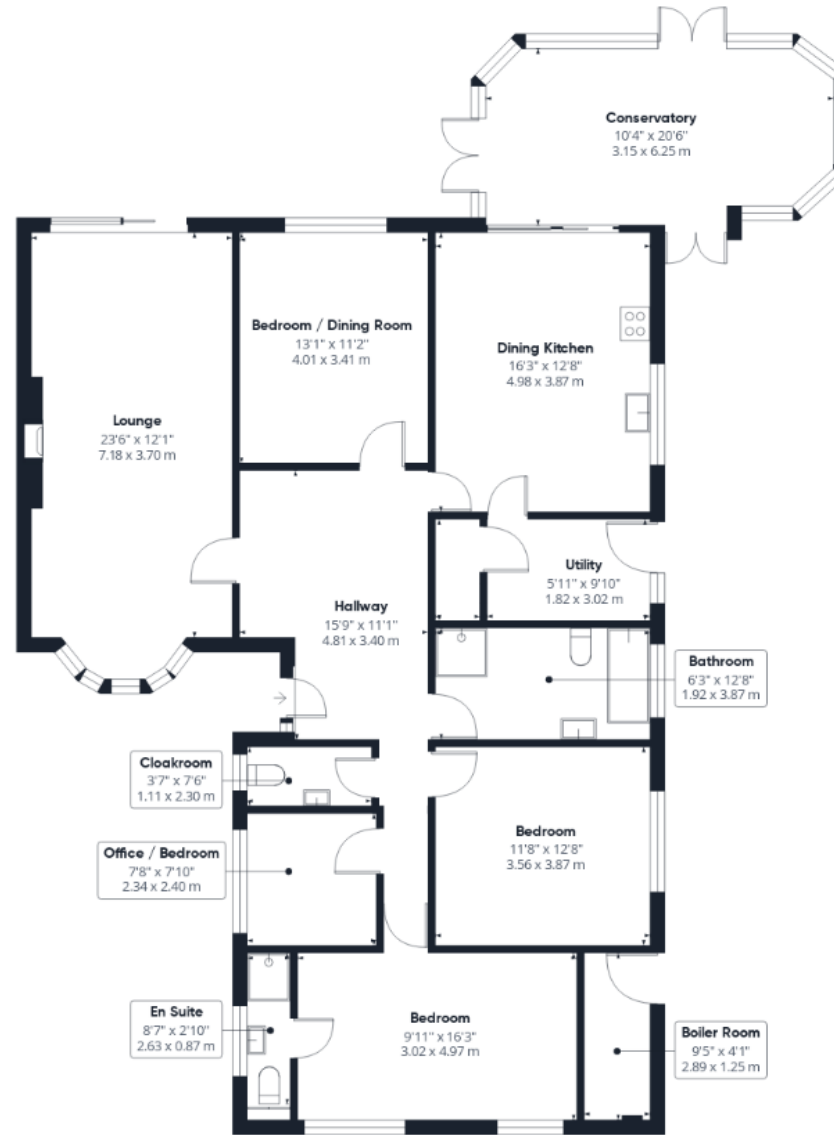 Conservatory
10'4" x 20'6"
3.15 x 6.25 m
Bedroom / Dining Room
13'1" x 11'2"
4.01 x 3.41 m
Dining Kitchen
16'3" x 12'8"
4.98 x 3.87 m
Lounge
23'6" x 12'1"
7.18 x 3.70 m
Utility
5'11" x 9'10"
1.82 x 3.02 m
Hallway
15'9" x 11'1"
4.81 x 3.40 m
Bathroom
6'3" x 12'8"
1.92 x 3.87 m
Cloakroom
3'7" x 7'6"
1.11 x 2.30 m
Bedroom
11'8" x 12'8"
3.56 x 3.87 m
Office / Bedroom
7'8" x 7'10"
2.34 x 2.40 m
En Suite
8'7" x 2'10"
2.63 x 0.87 m
Bedroom
9'11" x 16'3"
3.02 x 4.97 m
Boiler Room
9'5" x 4'1"
2.89 x 1.25 m